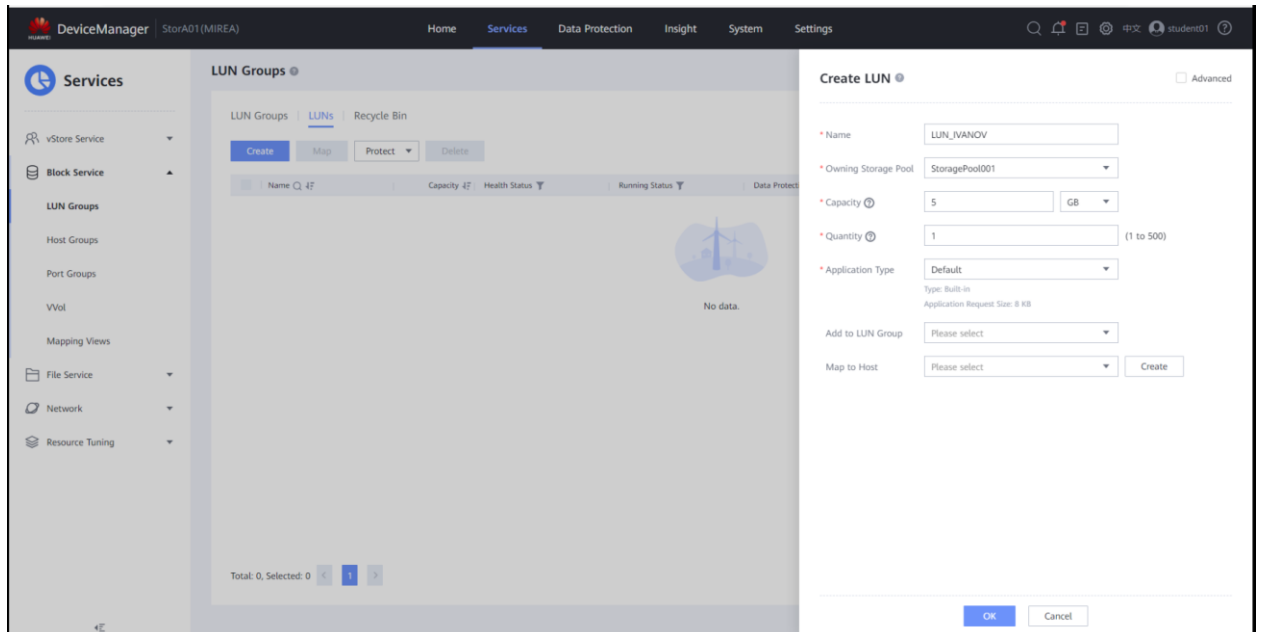 HUAWEI DeviceManager StorA01(MIREA) Home Services Data Protection Insight System Settings 中文 student01
Services
vStore Service
Block Service
LUN Groups
Host Groups
Port Groups
VVol
Mapping Views
File Service
Network
Resource Tuning
LUN Groups
LUN Groups LUNs Recycle Bin
Create Map Protect Delete
Name Capacity Health Status Running Status Data Protecti
No data.
Total: 0, Selected: 0 < 1 >
Create LUN Advanced
* Name LUN_IVANOV
* Owning Storage Pool StoragePool001
* Capacity 5 GB
* Quantity 1 (1 to 500)
* Application Type Default
Type: Built-in
Application Request Size: 8 KB
Add to LUN Group Please select
Map to Host Please select Create
OK Cancel